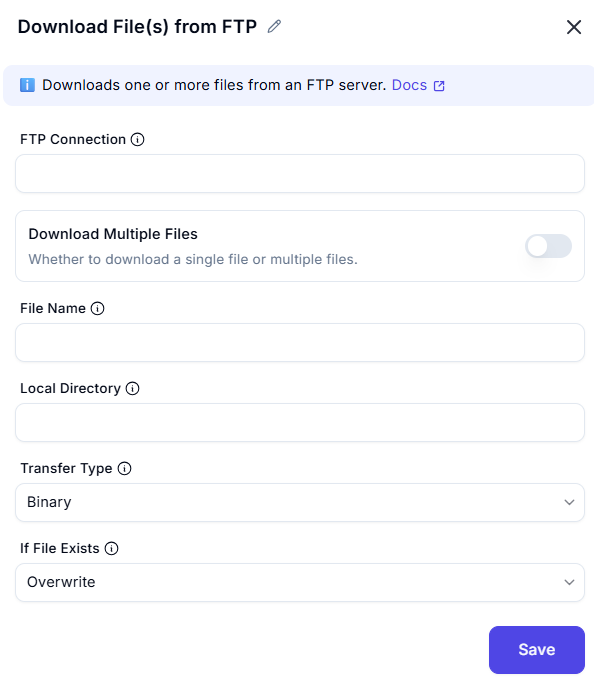 Download File(s) from FTP
Downloads one or more files from an FTP server. Docs
FTP Connection
Download Multiple Files
Whether to download a single file or multiple files.
File Name
Local Directory
Transfer Type
Binary
If File Exists
Overwrite
Save